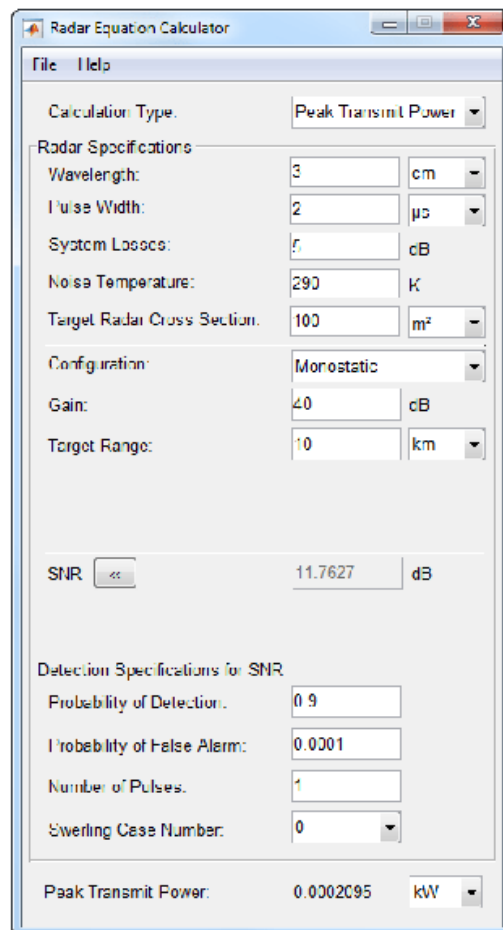 Radar Equation Calculator
File Help
Calculation Type: Peak Transmit Power
Radar Specifications
Wavelength: 3 cm
Pulse Width: 2 µs
System Losses: 5 dB
Noise Temperature: 290 K
Target Radar Cross Section: 100 m²
Configuration: Monostatic
Gain: 40 dB
Target Range: 10 km
SNR << 11.7627 dB
Detection Specifications for SNR
Probability of Detection: 0.9
Probability of False Alarm: 0.0001
Number of Pulses: 1
Swerling Case Number: 0
Peak Transmit Power: 0.0002095 kW